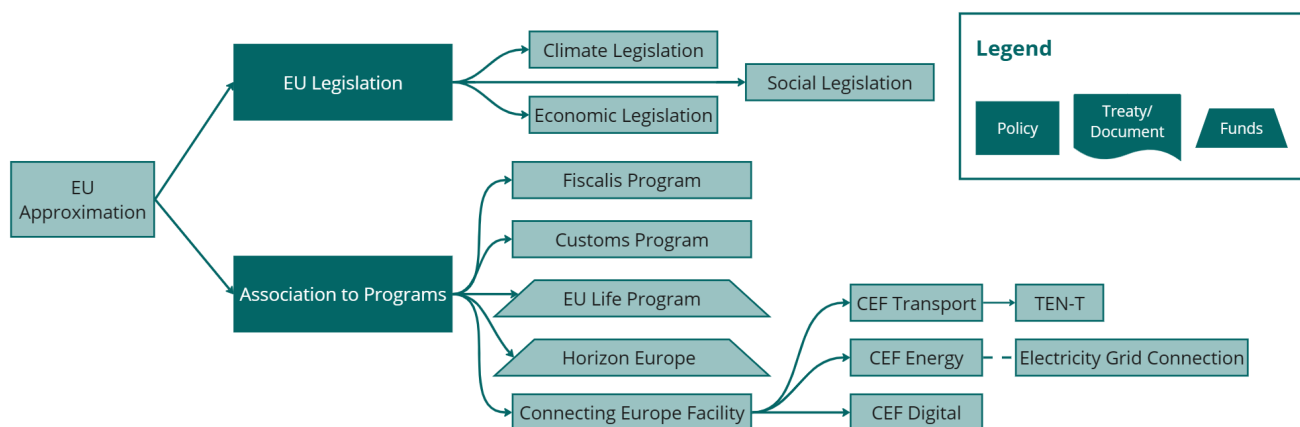 Climate Legislation
EU Legislation
Social Legislation
Economic Legislation
EU
Approximation
Fiscalis Program
Customs Program
Association to Programs
EU Life Program
Horizon Europe
Connecting Europe Facility
CEF Transport
TEN-T
CEF Energy
Electricity Grid Connection
CEF Digital
Legend
Policy
Treaty/
Document
Funds